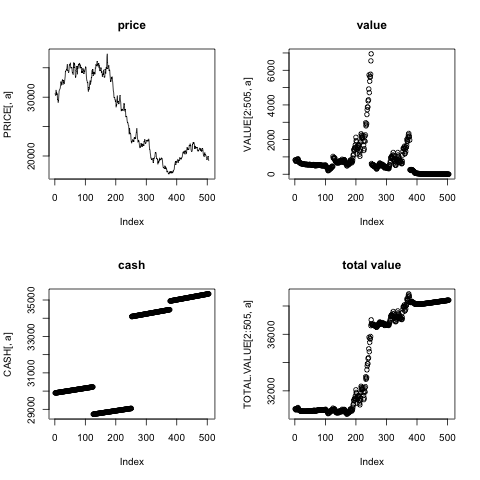 price
PRICE[, a]
20000
30000
0 100 200 300 400 500
Index
value
VALUE[2:505, a]
0
2000
4000
6000
0 100 200 300 400 500
Index
cash
CASH[, a]
29000
31000
33000
35000
0 100 200 300 400 500
Index
total value
TOTAL.VALUE[2:505, a]
32000
36000
0 100 200 300 400 500
Index